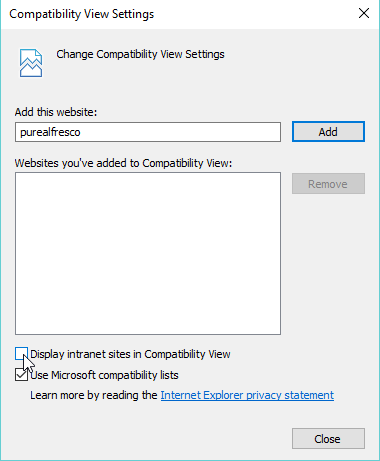 Compatibility View Settings
Change Compatibility View Settings
Add this website:
purealfresco
Add
Websites you've added to Compatibility View:
Remove
Display intranet sites in Compatibility View
Use Microsoft compatibility lists
Learn more by reading the Internet Explorer privacy statement
Close